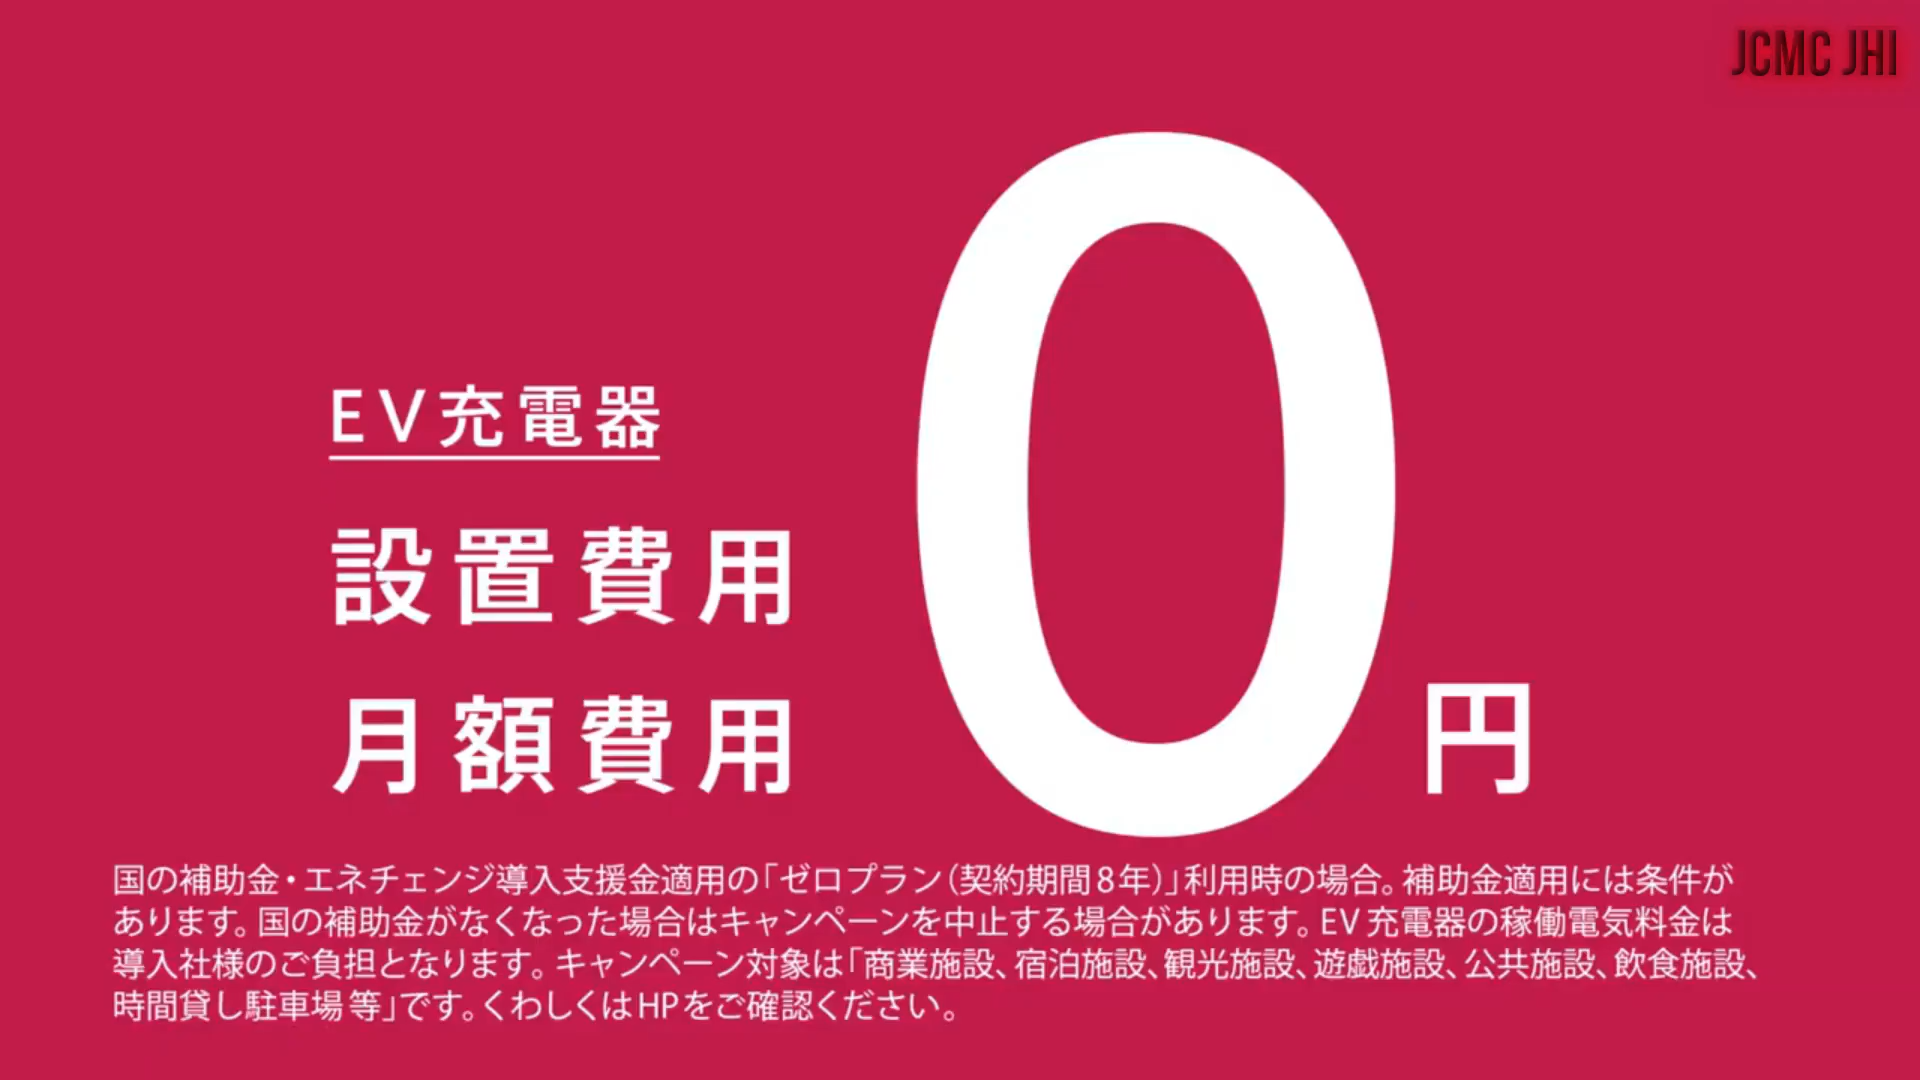 JCMC JHI
EV充電器
設置費用
月額費用
0円
国の補助金・エネチェンジ導入支援金適用の「ゼロプラン（契約期間8年）」利用時の場合。補助金適用には条件が
あります。国の補助金がなくなった場合はキャンペーンを中止する場合があります。EV充電器の稼働電気料金は
導入社様のご負担となります。キャンペーン対象は「商業施設、宿泊施設、観光施設、遊戯施設、公共施設、飲食施設、
時間貸し駐車場等」です。くわしくはHPをご確認ください。